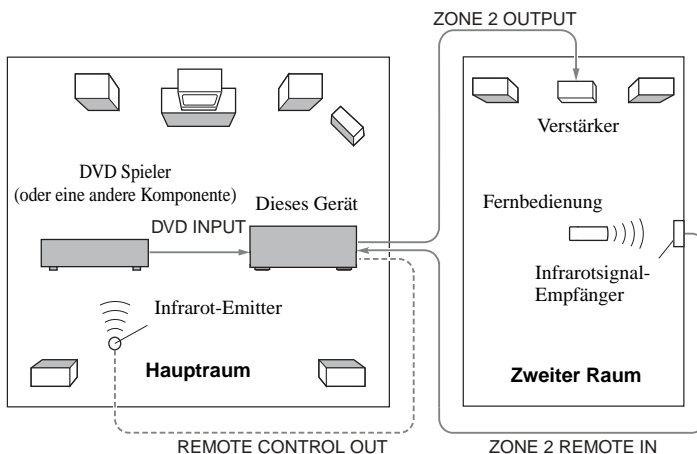 ZONE 2 OUTPUT
Verstärker
DVD Spieler
(oder eine andere Komponente)
Dieses Gerät
DVD INPUT
Fernbedienung
Infrarotsignal-
Empfänger
Infrarot-Emitter
Hauptraum
Zweiter Raum
REMOTE CONTROL OUT
ZONE 2 REMOTE IN